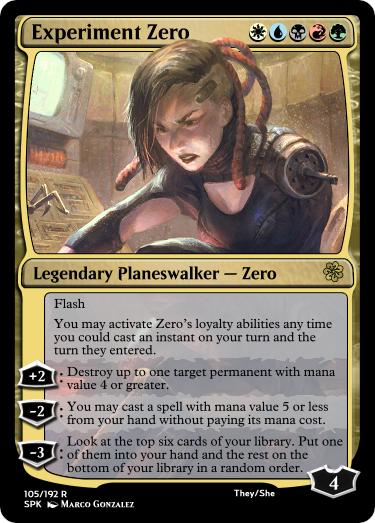 Experiment Zero
Legendary Planeswalker — Zero
Flash
You may activate Zero's loyalty abilities any time
you could cast an instant on your turn and the
turn they entered.
+2: Destroy up to one target permanent with mana
value 4 or greater.
-2: You may cast a spell with mana value 5 or less
from your hand without paying its mana cost.
-3: Look at the top six cards of your library. Put one
of them into your hand and the rest on the
bottom of your library in a random order.
4
105/192 R
They/She
SPK Marco Gonzalez